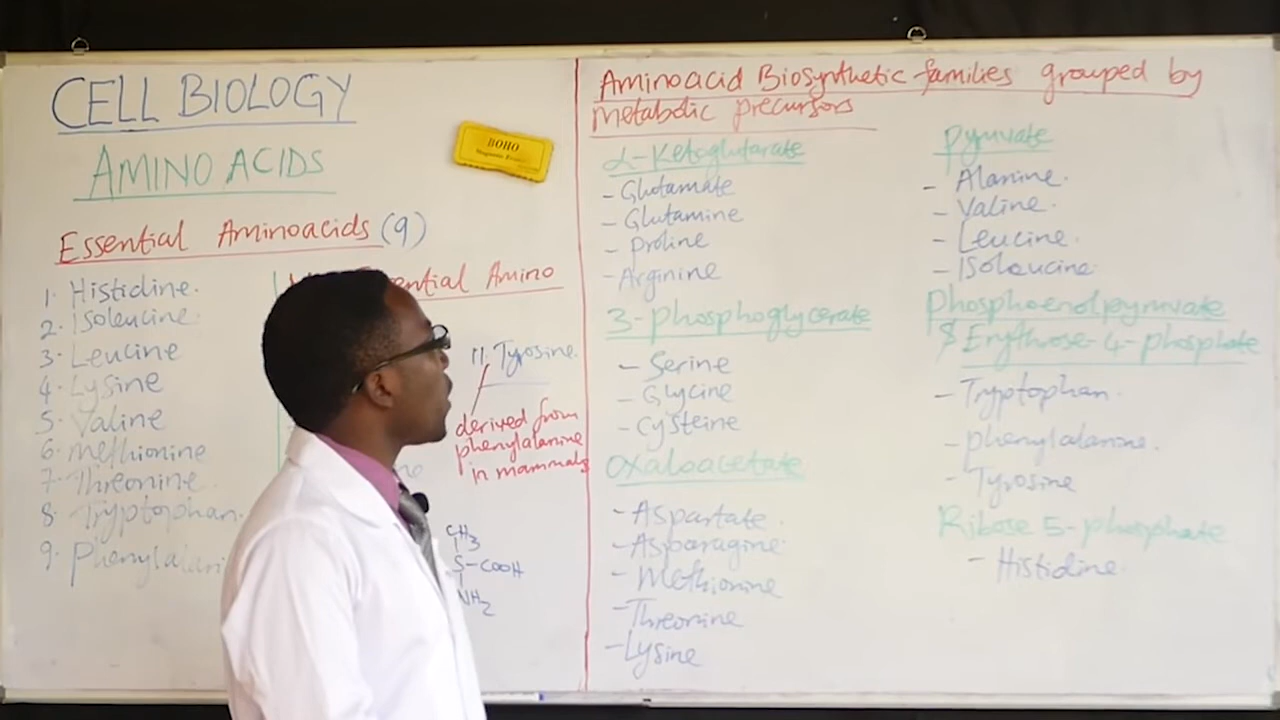 CELL BIOLOGY
AMINO ACIDS
BOHO
Essential Aminoacids (9)
1. Histidine.
2. Isoleucine.
3. Leucine
4. Lysine
5. Valine
6. methionine
7. Threonine.
8. Tryptophan.
9. Phenylalani
ential Amino
11. Tyrosine.
derived from
phenylalanine
in mammals
CH3
S-COOH
NH2
Aminoacid Biosynthetic families grouped by
metabolic precursors
α-Ketoglutarate
- Glutamate
- Glutamine
- proline
- Arginine
3-phosphoglycerate
- Serine
- Glycine
- cysteine
Oxaloacetate
- Aspartate.
- Asparagine.
- Methionine
- Threonine
- Lysine
pyruvate
- Alanine.
- Valine.
- Leucine.
- Isoleucine.
phosphoenolpyruvate
& Erythrose-4-phosphate
- Tryptophan.
- phenylalanine.
- Tyrosine
Ribose 5-phosphate
- Histidine.